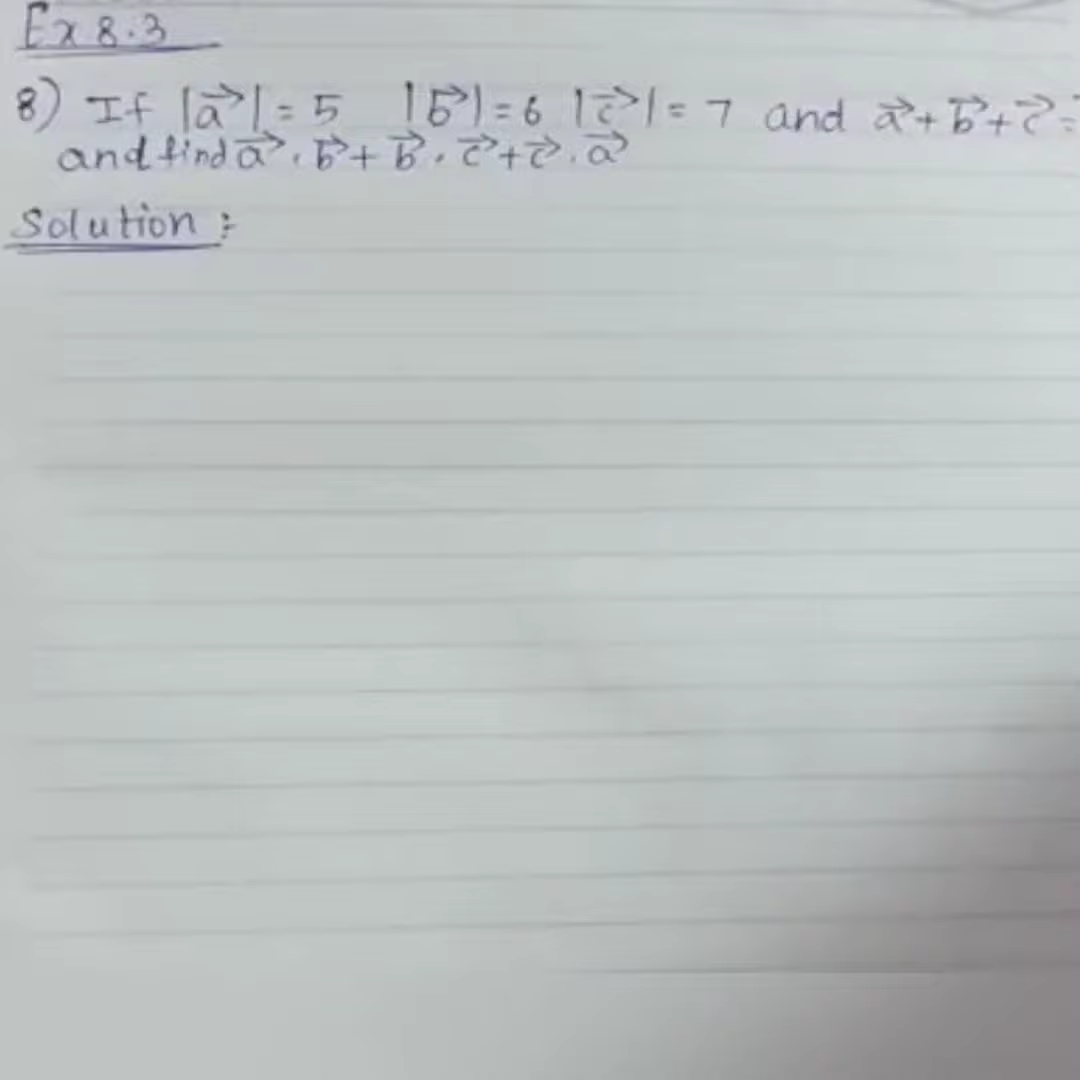 Ex 8.3
8) If |a⃗| = 5 |b⃗| = 6 |c⃗| = 7 and a⃗ + b⃗ + c⃗ =
and find a⃗ . b⃗ + b⃗ . c⃗ + c⃗ . a⃗
Solution :